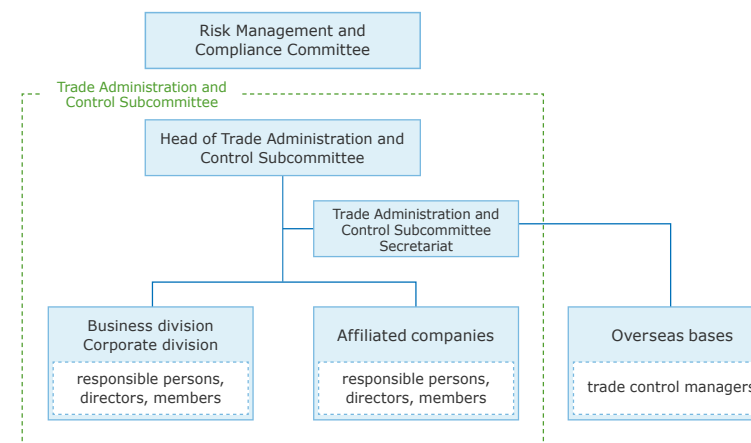 Risk Management and
Compliance Committee
Trade Administration and
Control Subcommittee
Head of Trade Administration and
Control Subcommittee
Trade Administration and
Control Subcommittee
Secretariat
Business division
Corporate division
responsible persons,
directors, members
Affiliated companies
responsible persons,
directors, members
Overseas bases
trade control managers